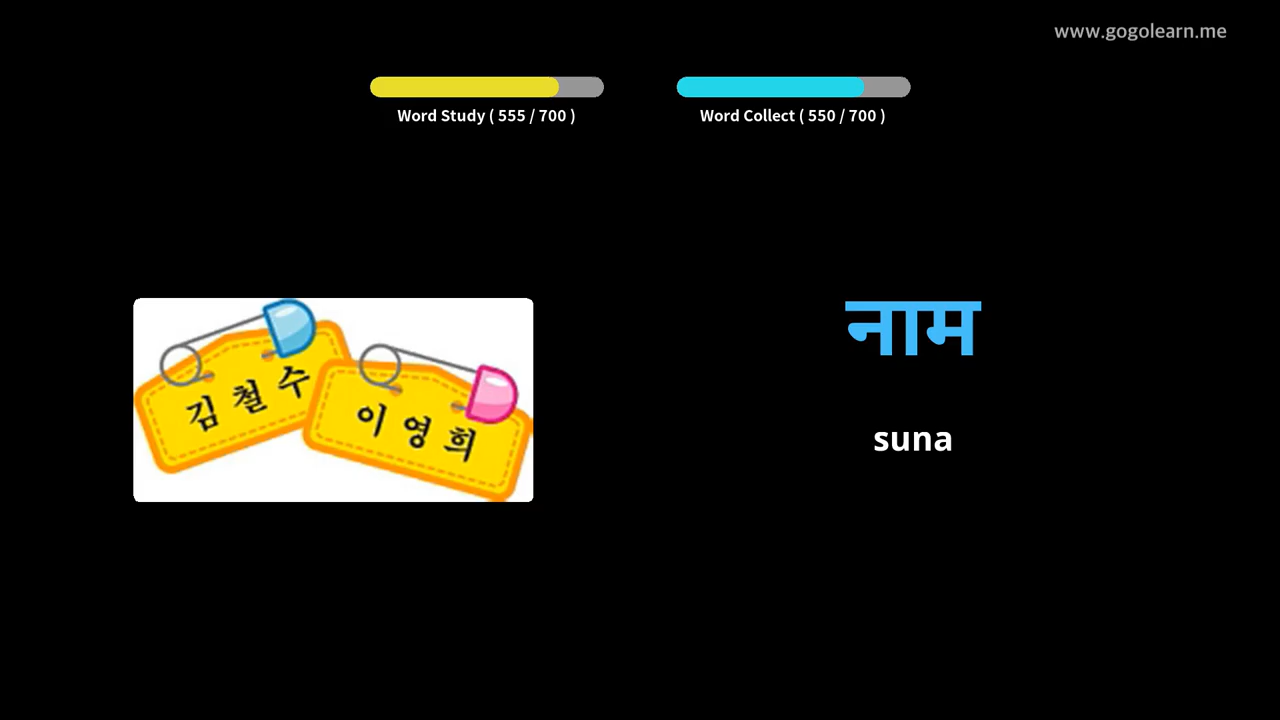 www.gogolearn.me
Word Study ( 555 / 700 )
Word Collect ( 550 / 700 )
김철수
이영희
नाम
suna